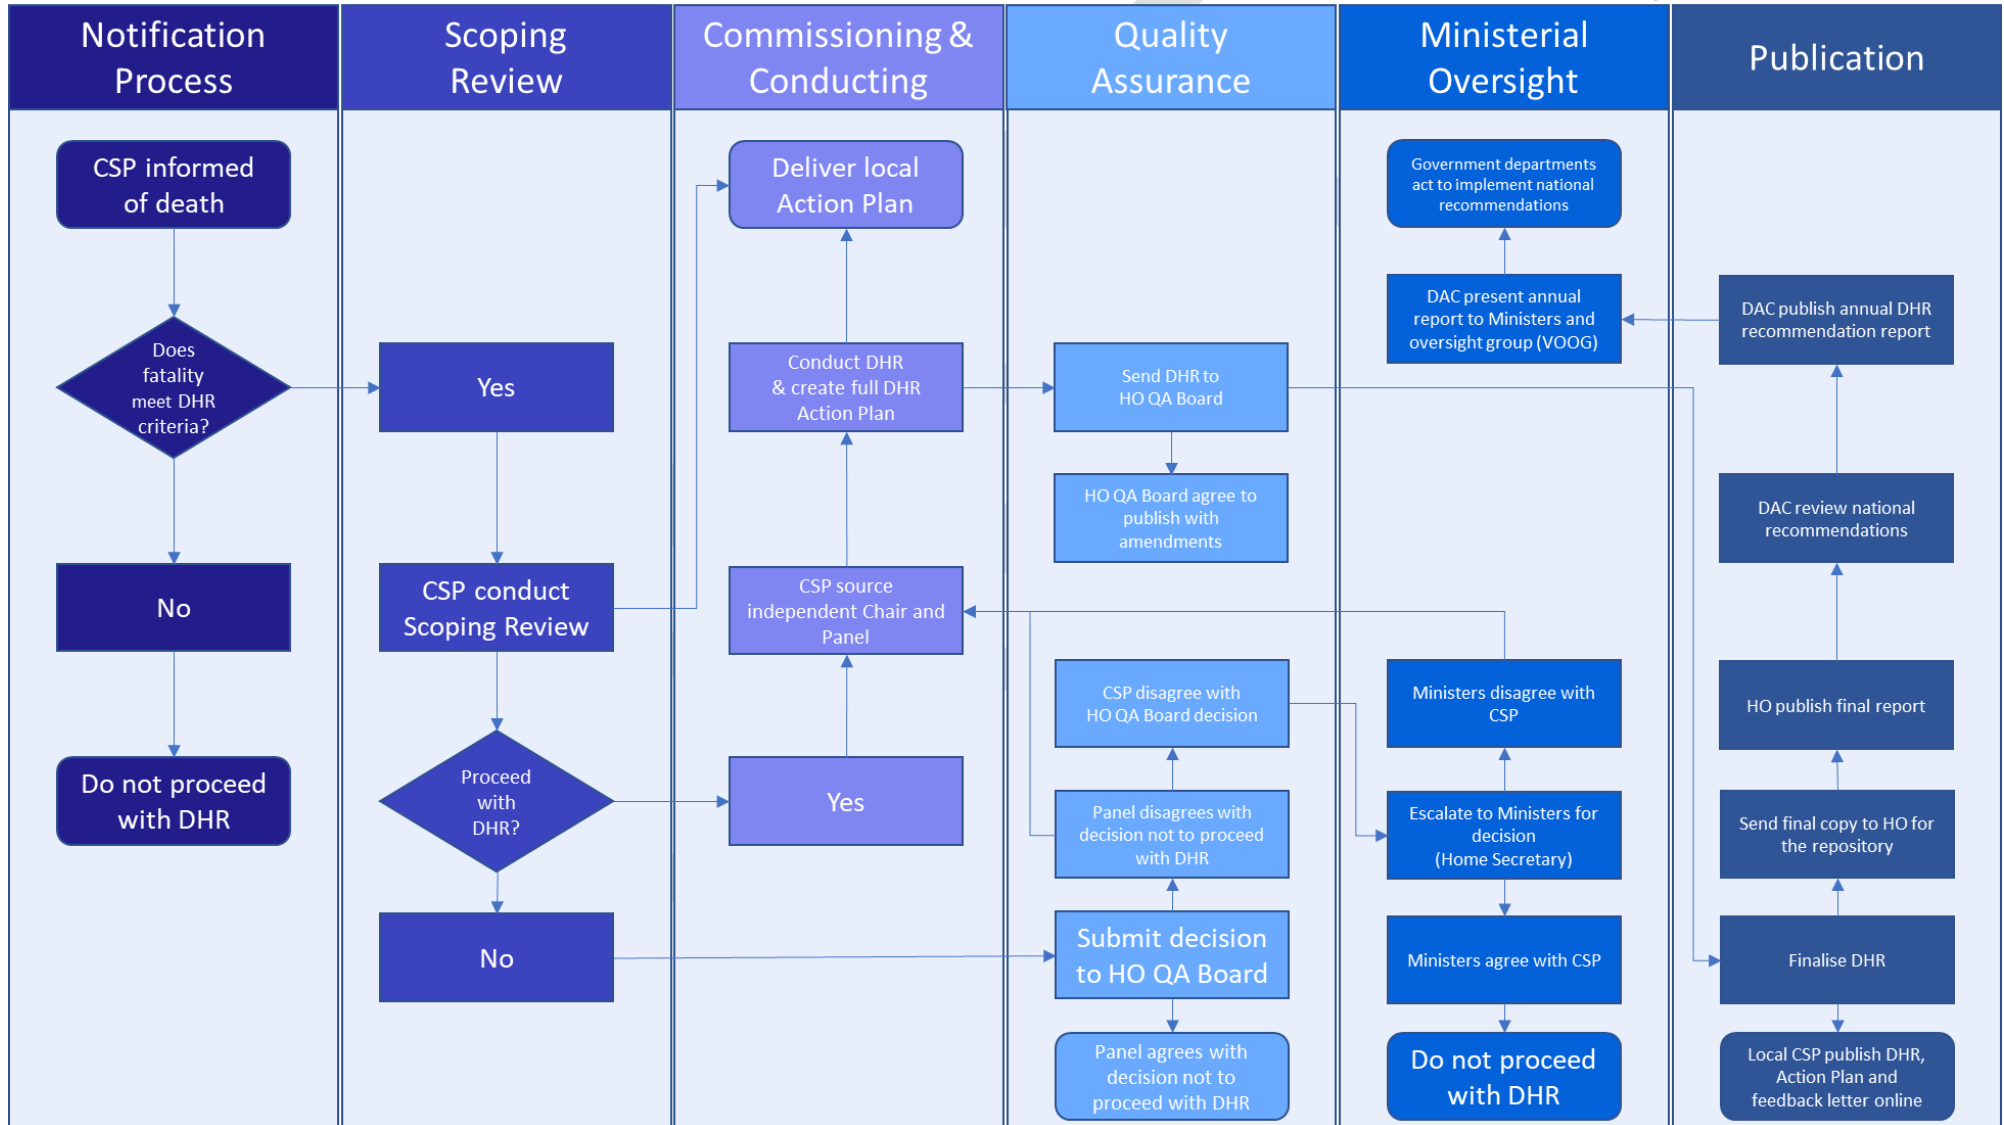 Notification
Process
Scoping
Review
Commissioning &
Conducting
Quality
Assurance
Ministerial
Oversight
Publication
CSP informed
of death
Does
fatality
meet DHR
criteria?
No
Do not proceed
with DHR
Yes
CSP conduct
Scoping Review
Proceed
with
DHR?
No
Deliver local
Action Plan
Conduct DHR
& create full DHR
Action Plan
CSP source
independent Chair and
Panel
Yes
Send DHR to
HO QA Board
HO QA Board agree to
publish with
amendments
CSP disagree with
HO QA Board decision
Panel disagrees with
decision not to proceed
with DHR
Submit decision
to HO QA Board
Panel agrees with
decision not to
proceed with DHR
Government departments
act to implement national
recommendations
DAC present annual
report to Ministers and
oversight group (VOOG)
Ministers disagree with
CSP
Escalate to Ministers for
decision
(Home Secretary)
Ministers agree with CSP
Do not proceed
with DHR
DAC publish annual DHR
recommendation report
DAC review national
recommendations
HO publish final report
Send final copy to HO for
the repository
Finalise DHR
Local CSP publish DHR,
Action Plan and
feedback letter online